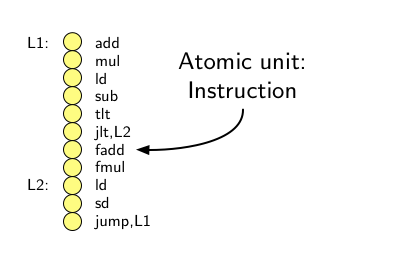 L1: add
mul
ld
sub
tlt
jlt,L2
fadd
fmul
L2: ld
sd
jump,L1
Atomic unit:
Instruction